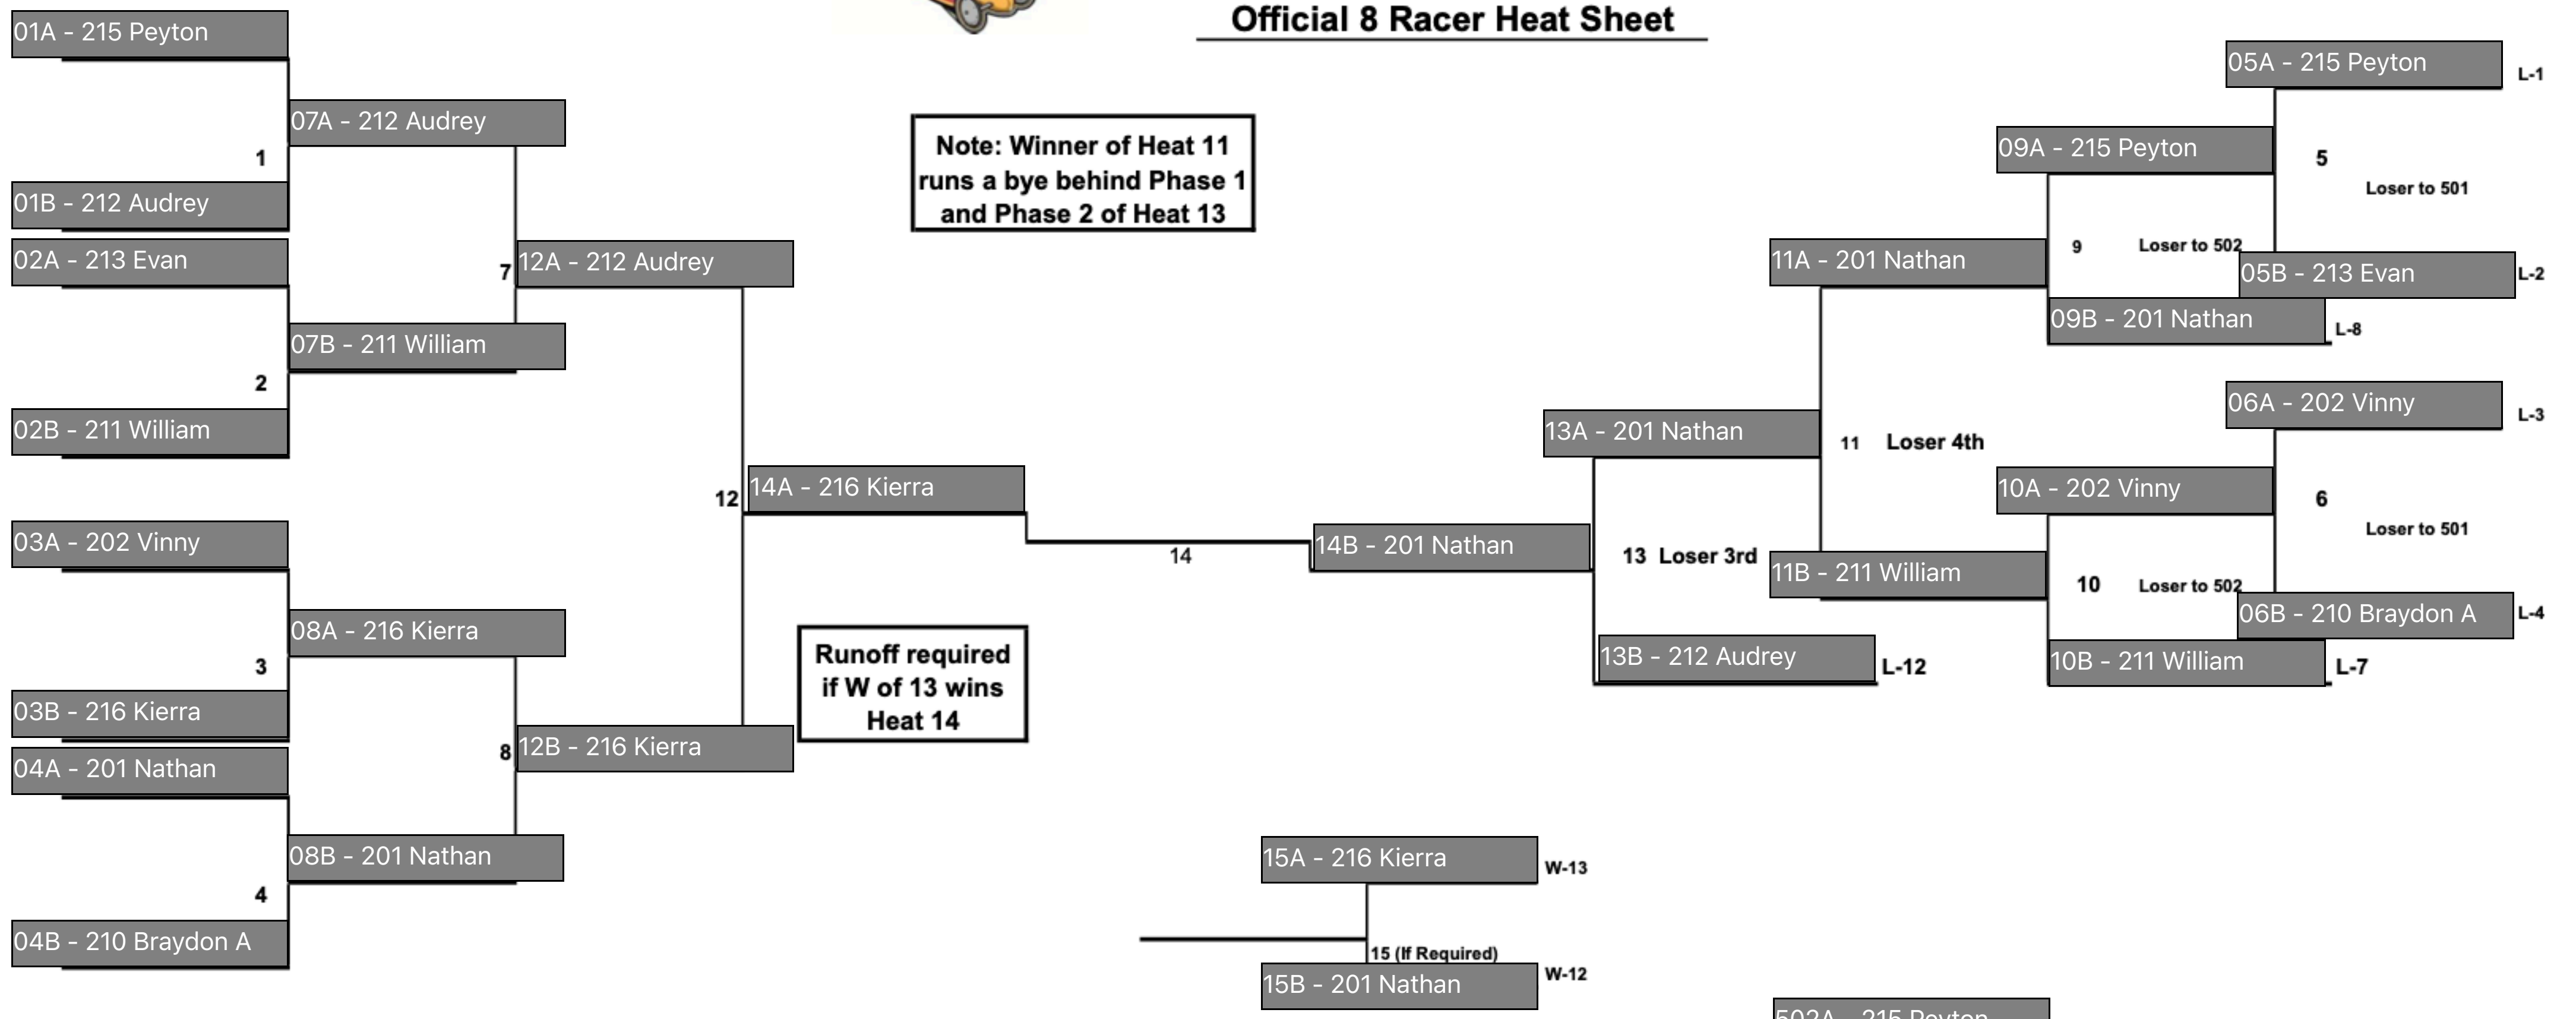 Official 8 Racer Heat Sheet
01A - 215 Peyton
07A - 212 Audrey
1
01B - 212 Audrey
02A - 213 Evan
7
12A - 212 Audrey
07B - 211 William
2
02B - 211 William
12
14A - 216 Kierra
03A - 202 Vinny
08A - 216 Kierra
3
03B - 216 Kierra
8
12B - 216 Kierra
04A - 201 Nathan
08B - 201 Nathan
4
04B - 210 Braydon A
Note: Winner of Heat 11
runs a bye behind Phase 1
and Phase 2 of Heat 13
14
14B - 201 Nathan
Runoff required
if W of 13 wins
Heat 14
05A - 215 Peyton
L-1
09A - 215 Peyton
5
Loser to 501
11A - 201 Nathan
9
Loser to 502
05B - 213 Evan
L-2
09B - 201 Nathan
L-8
06A - 202 Vinny
L-3
13A - 201 Nathan
11
Loser 4th
10A - 202 Vinny
6
Loser to 501
13 Loser 3rd
11B - 211 William
10
Loser to 502
06B - 210 Braydon A
L-4
13B - 212 Audrey
L-12
10B - 211 William
L-7
15A - 216 Kierra
W-13
15 (If Required)
15B - 201 Nathan
W-12
502A - 215 Peyton